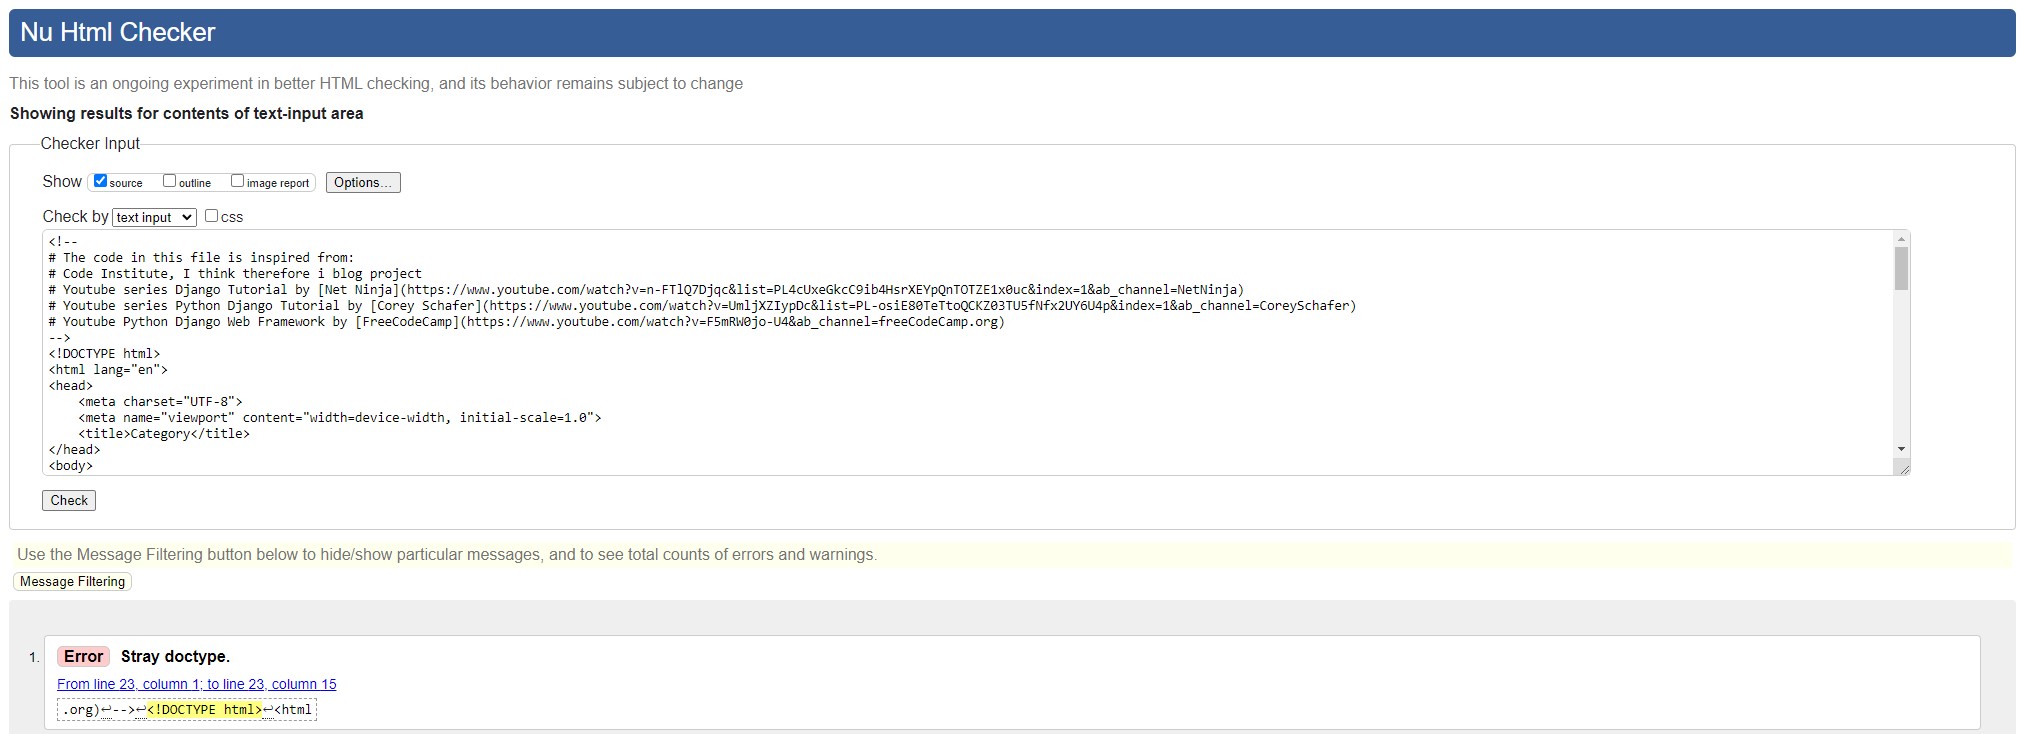 Nu Html Checker
This tool is an ongoing experiment in better HTML checking, and its behavior remains subject to change
Showing results for contents of text-input area
Checker Input
Show source outline image report Options...
Check by text input css
<!--
# The code in this file is inspired from:
# Code Institute, I think therefore i blog project
# Youtube series Django Tutorial by [Net Ninja](https://www.youtube.com/watch?v=n-FTlQ7Djqc&list=PL4cUxeGkcC9ib4HsrXEYpQnTOTZE1x0uc&index=1&ab_channel=NetNinja)
# Youtube series Python Django Tutorial by [Corey Schafer](https://www.youtube.com/watch?v=UmljXZIypDc&list=PL-osiE80TeTtoQCKZ03TU5fNfx2UY6U4p&index=1&ab_channel=CoreySchafer)
# Youtube Python Django Web Framework by [FreeCodeCamp](https://www.youtube.com/watch?v=F5mRW0jo-U4&ab_channel=freeCodeCamp.org)
-->
<!DOCTYPE html>
<html lang="en">
<head>
    <meta charset="UTF-8">
    <meta name="viewport" content="width=device-width, initial-scale=1.0">
    <title>Category</title>
</head>
<body>
Check
Use the Message Filtering button below to hide/show particular messages, and to see total counts of errors and warnings.
Message Filtering
1. Error Stray doctype.
From line 23, column 1; to line 23, column 15
.org)↩-->↩<!DOCTYPE html>↩<html